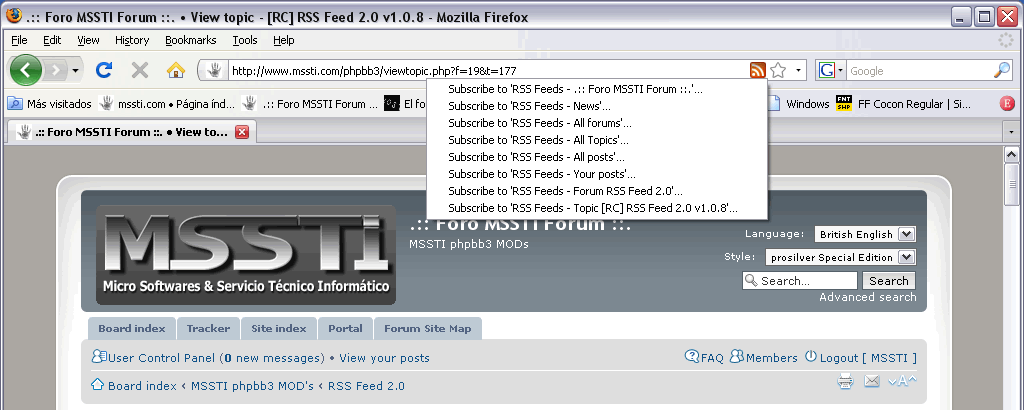 .:: Foro MSSTI Forum ::. • View topic - [RC] RSS Feed 2.0 v1.0.8 - Mozilla Firefox
File Edit View History Bookmarks Tools Help
http://www.mssti.com/phpbb3/viewtopic.php?f=19&t=177
Google
Más visitados mssti.com • Página índ... .:: Foro MSSTI Forum ... El fo Windows FNT SHP FF Cocon Regular | Si...
.:: Foro MSSTI Forum ::. • View to...
Subscribe to 'RSS Feeds - .:: Foro MSSTI Forum ::.'...
Subscribe to 'RSS Feeds - News'...
Subscribe to 'RSS Feeds - All forums'...
Subscribe to 'RSS Feeds - All Topics'...
Subscribe to 'RSS Feeds - All posts'...
Subscribe to 'RSS Feeds - Your posts'...
Subscribe to 'RSS Feeds - Forum RSS Feed 2.0'...
Subscribe to 'RSS Feeds - Topic [RC] RSS Feed 2.0 v1.0.8'...
MSSTi
Micro Softwares & Servicio Técnico Informático
.:: Foro MSSTI Forum ::.
MSSTI phpbb3 MODs
Language: British English
Style: prosilver Special Edition
Search... Search
Advanced search
Board index Tracker Site index Portal Forum Site Map
User Control Panel (0 new messages) • View your posts
FAQ Members Logout [ MSSTI ]
Board index ‹ MSSTI phpbb3 MOD's ‹ RSS Feed 2.0
A